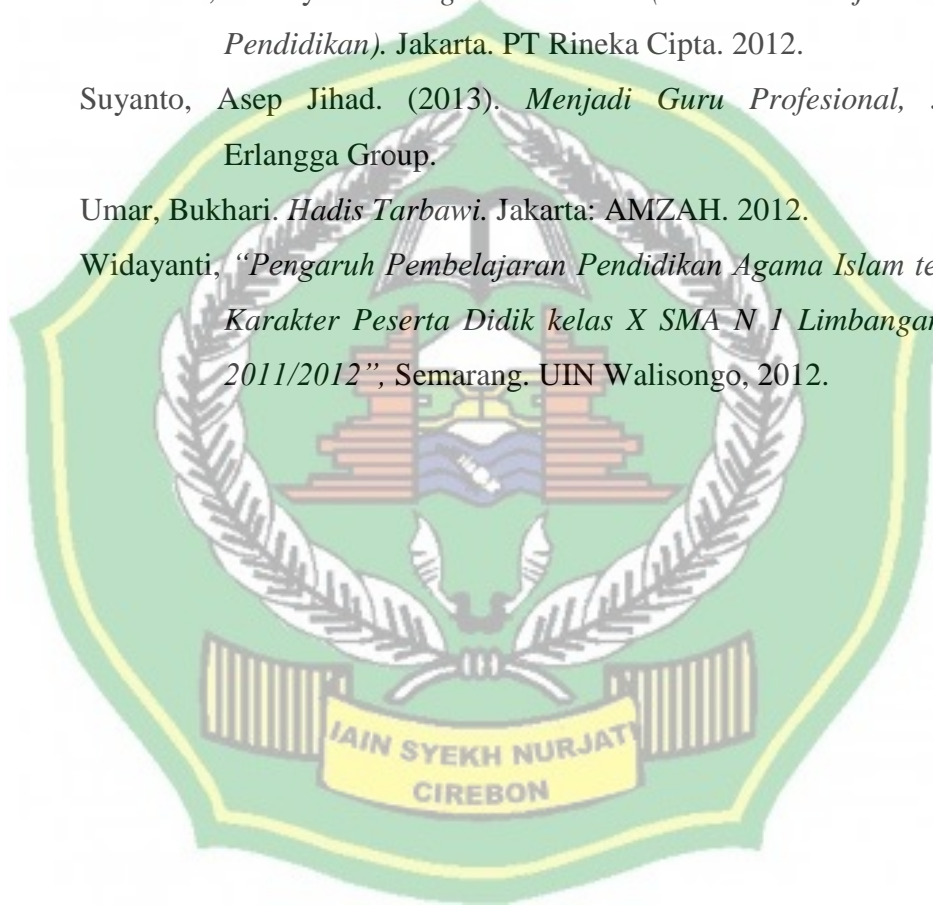 Pendidikan). Jakarta. PT Rineka Cipta. 2012.
Suyanto, Asep Jihad. (2013). Menjadi Guru Profesional,
Erlangga Group.
Umar, Bukhari. Hadis Tarbawi. Jakarta: AMZAH. 2012.
Widayanti, “Pengaruh Pembelajaran Pendidikan Agama Islam te
Karakter Peserta Didik kelas X SMA N 1 Limbangan
2011/2012”, Semarang. UIN Walisongo, 2012.
IAIN SYEKH NURJATI
CIREBON